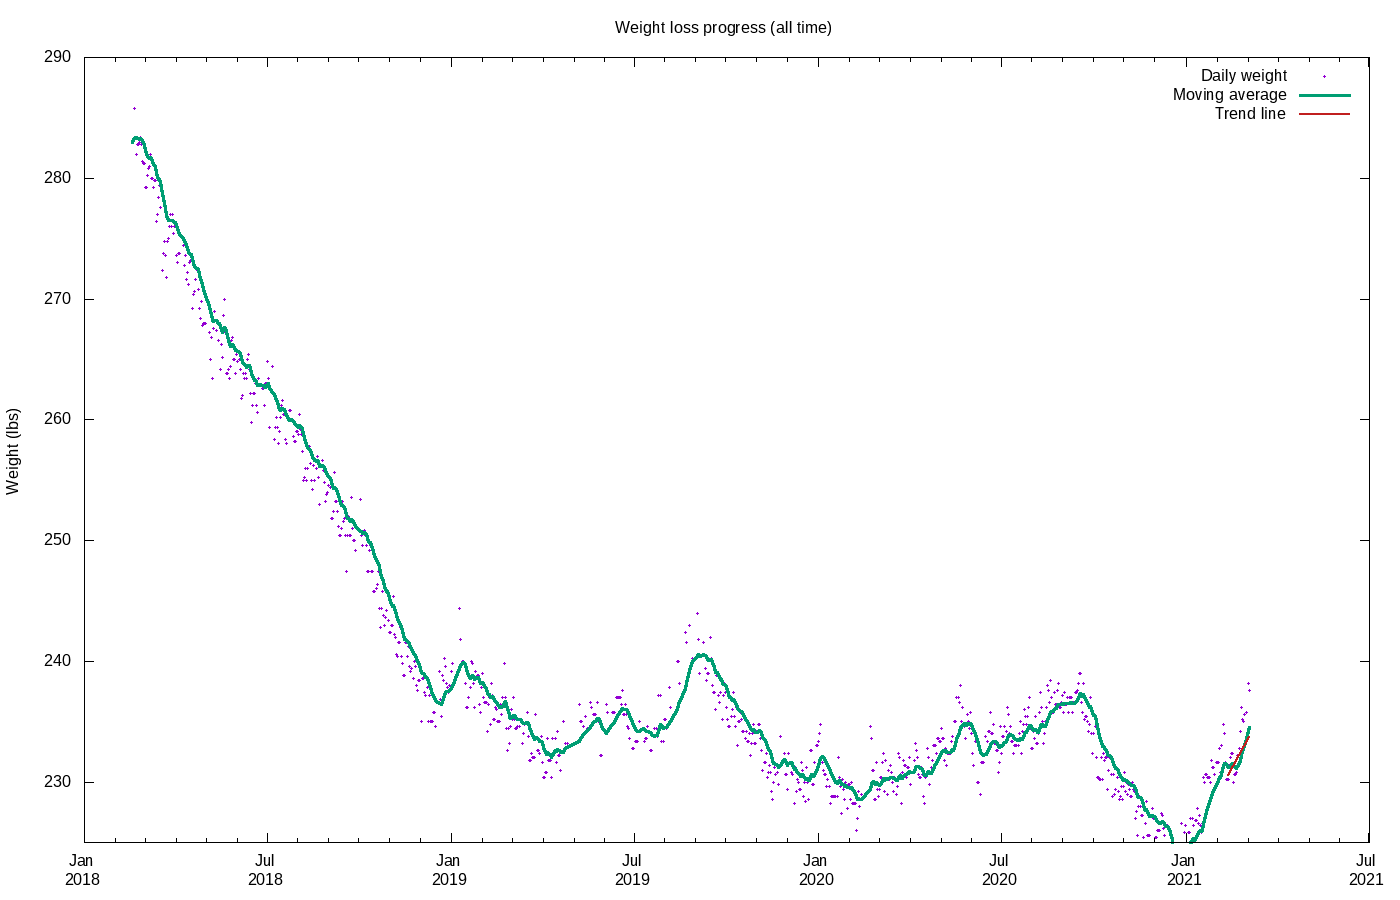 Weight loss progress (all time)
290
280
270
260
250
240
230
Weight (lbs)
Daily weight
Moving average
Trend line
Jan Jul Jan Jul Jan Jul Jan Jul
2018 2018 2019 2019 2020 2020 2021 2021